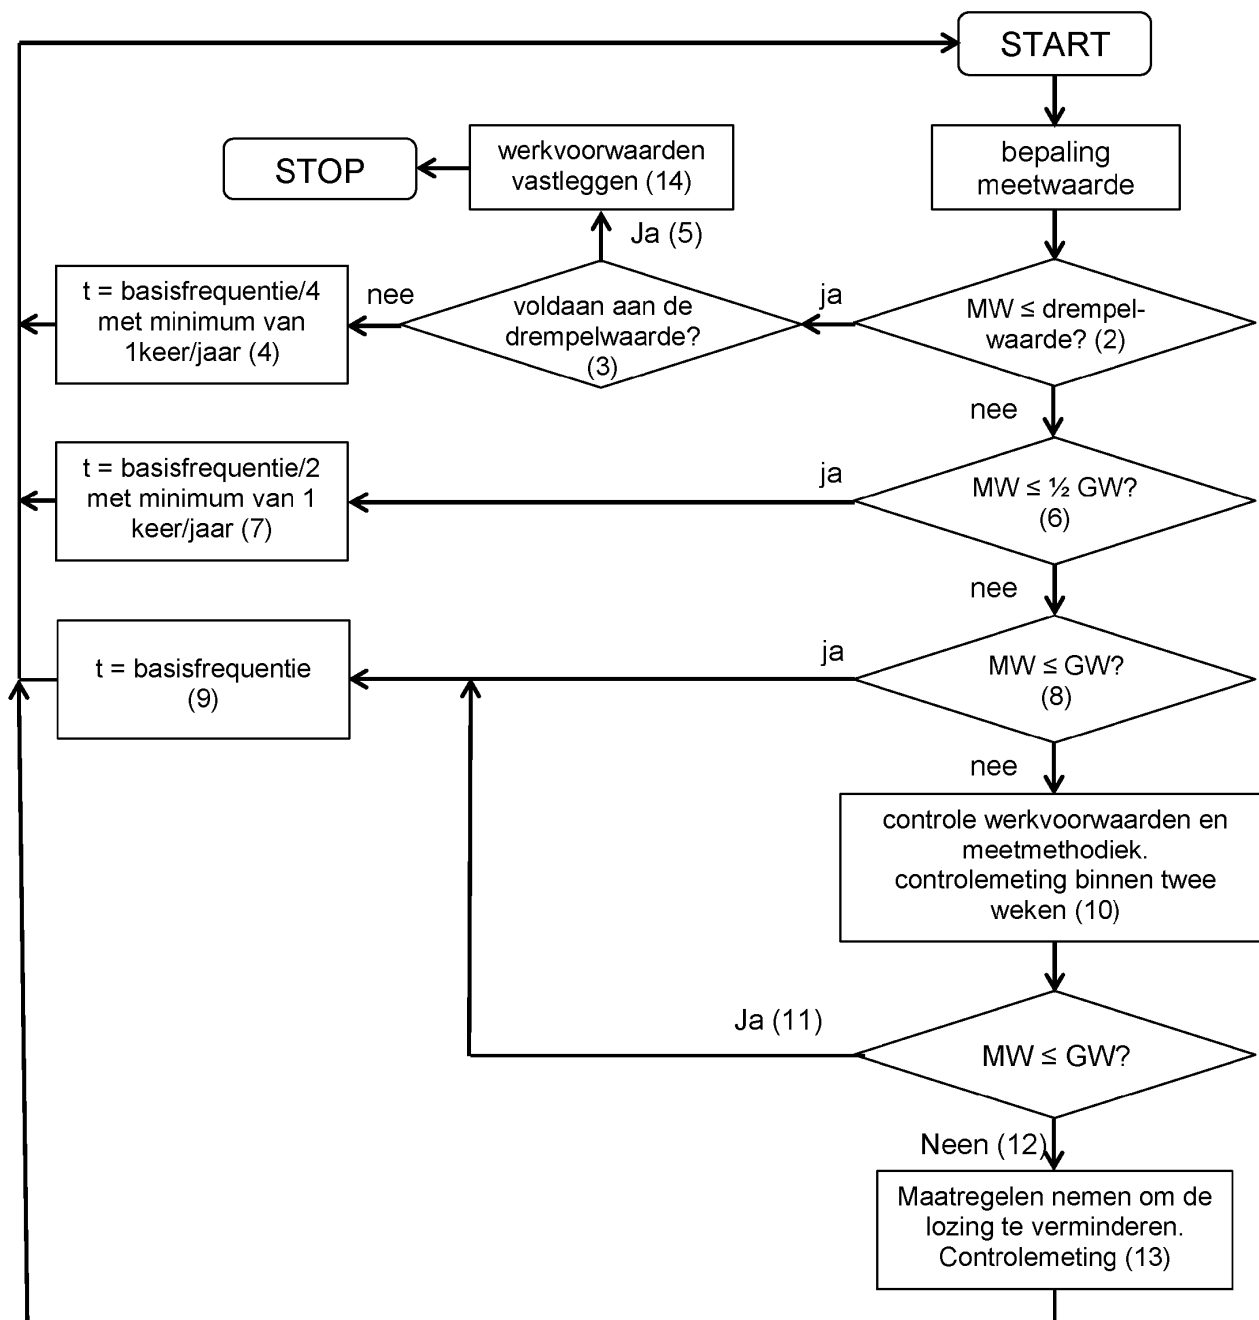 START
bepaling
meetwaarde
werkvoorwaarden
vastleggen (14)
STOP
Ja (5)
MW ≤ drempel-
waarde? (2)
ja
voldaan aan de
drempelwaarde?
(3)
nee
t = basisfrequentie/4
met minimum van
1keer/jaar (4)
nee
MW ≤ ½ GW?
(6)
ja
t = basisfrequentie/2
met minimum van 1
keer/jaar (7)
nee
MW ≤ GW?
(8)
ja
t = basisfrequentie
(9)
nee
controle werkvoorwaarden en
meetmethodiek.
controlemeting binnen twee
weken (10)
Ja (11)
MW ≤ GW?
Neen (12)
Maatregelen nemen om de
lozing te verminderen.
Controlemeting (13)